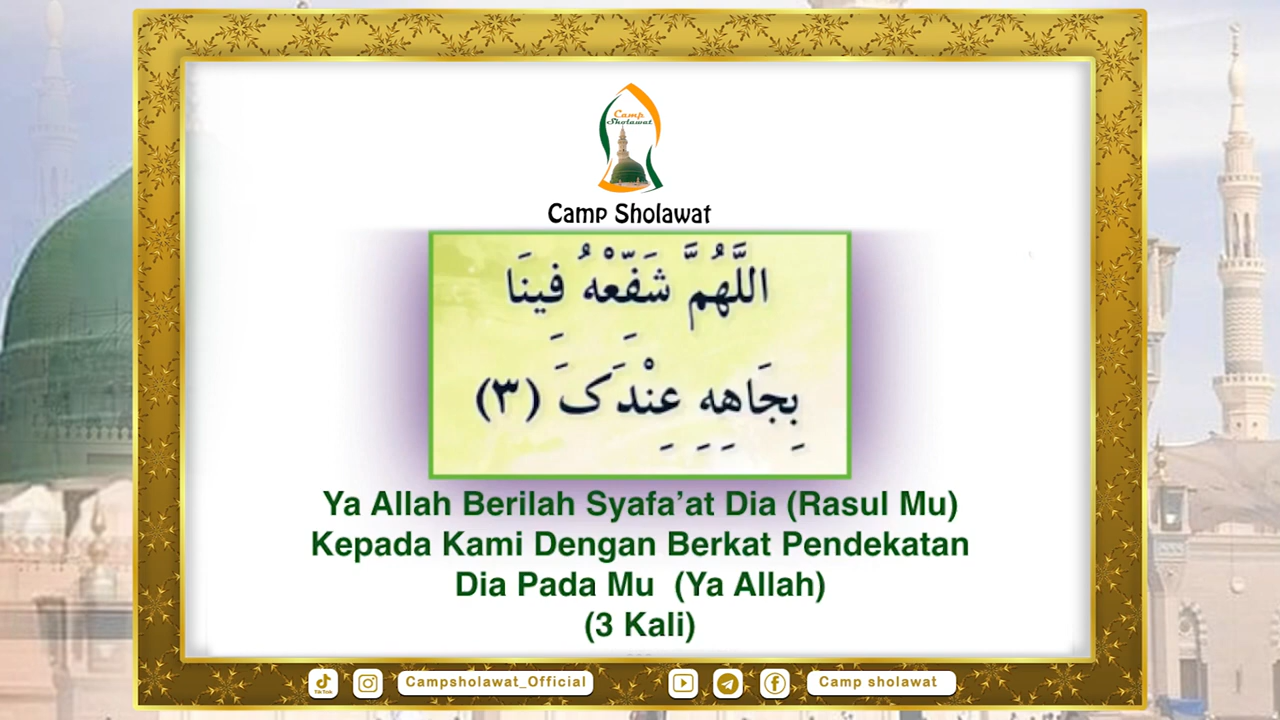 Camp
Sholawat
Camp Sholawat
اللَّهُمَّ شَفِّعْهُ فِينَا
بِجَاهِهِ عِنْدَکَ (٣)
Ya Allah Berilah Syafa’at Dia (Rasul Mu)
Kepada Kami Dengan Berkat Pendekatan
Dia Pada Mu (Ya Allah)
(3 Kali)
TikTok
Campsholawat_Official
Camp sholawat